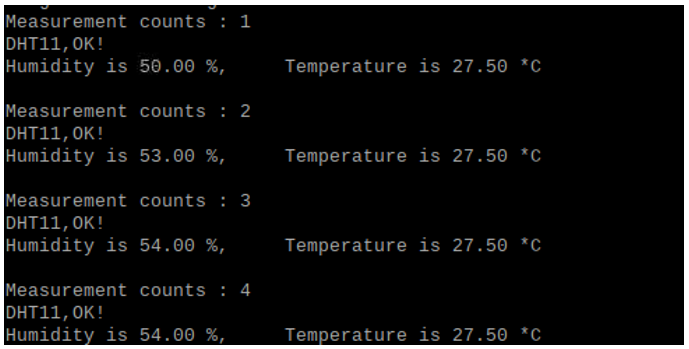 Measurement counts : 1
DHT11,OK!
Humidity is 50.00 %,     Temperature is 27.50 *C
Measurement counts : 2
DHT11,OK!
Humidity is 53.00 %,     Temperature is 27.50 *C
Measurement counts : 3
DHT11,OK!
Humidity is 54.00 %,     Temperature is 27.50 *C
Measurement counts : 4
DHT11,OK!
Humidity is 54.00 %,     Temperature is 27.50 *C